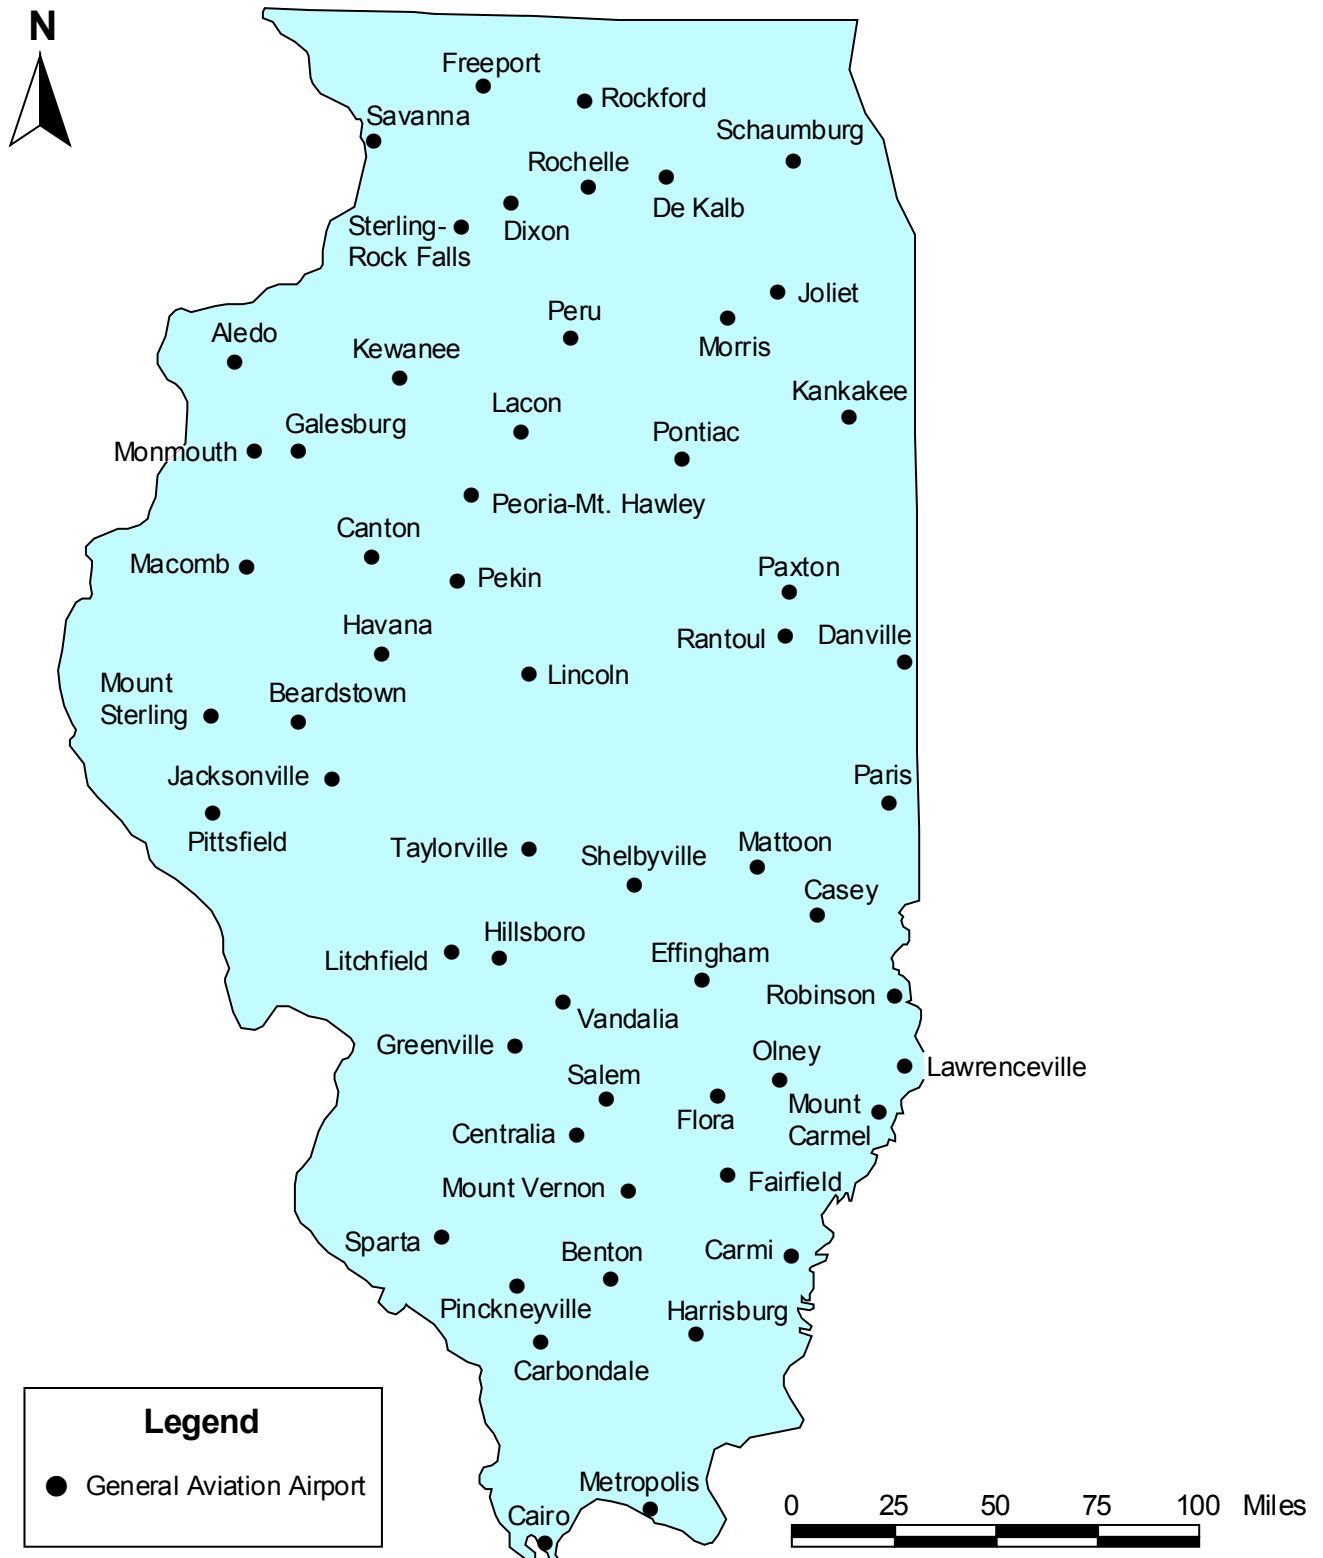 N
Freeport
Rockford
Savanna
Schaumburg
Rochelle
De Kalb
Sterling-
Rock Falls
Dixon
Joliet
Peru
Morris
Aledo
Kewanee
Kankakee
Lacon
Galesburg
Pontiac
Monmouth
Peoria-Mt. Hawley
Canton
Macomb
Pekin
Paxton
Havana
Rantoul
Danville
Lincoln
Mount
Sterling
Beardstown
Jacksonville
Paris
Pittsfield
Taylorville
Shelbyville
Mattoon
Casey
Hillsboro
Litchfield
Effingham
Robinson
Vandalia
Greenville
Olney
Lawrenceville
Salem
Flora
Mount
Carmel
Centralia
Fairfield
Mount Vernon
Sparta
Benton
Carmi
Pinckneyville
Harrisburg
Carbondale
Legend
General Aviation Airport
Metropolis
Cairo
0 25 50 75 100 Miles